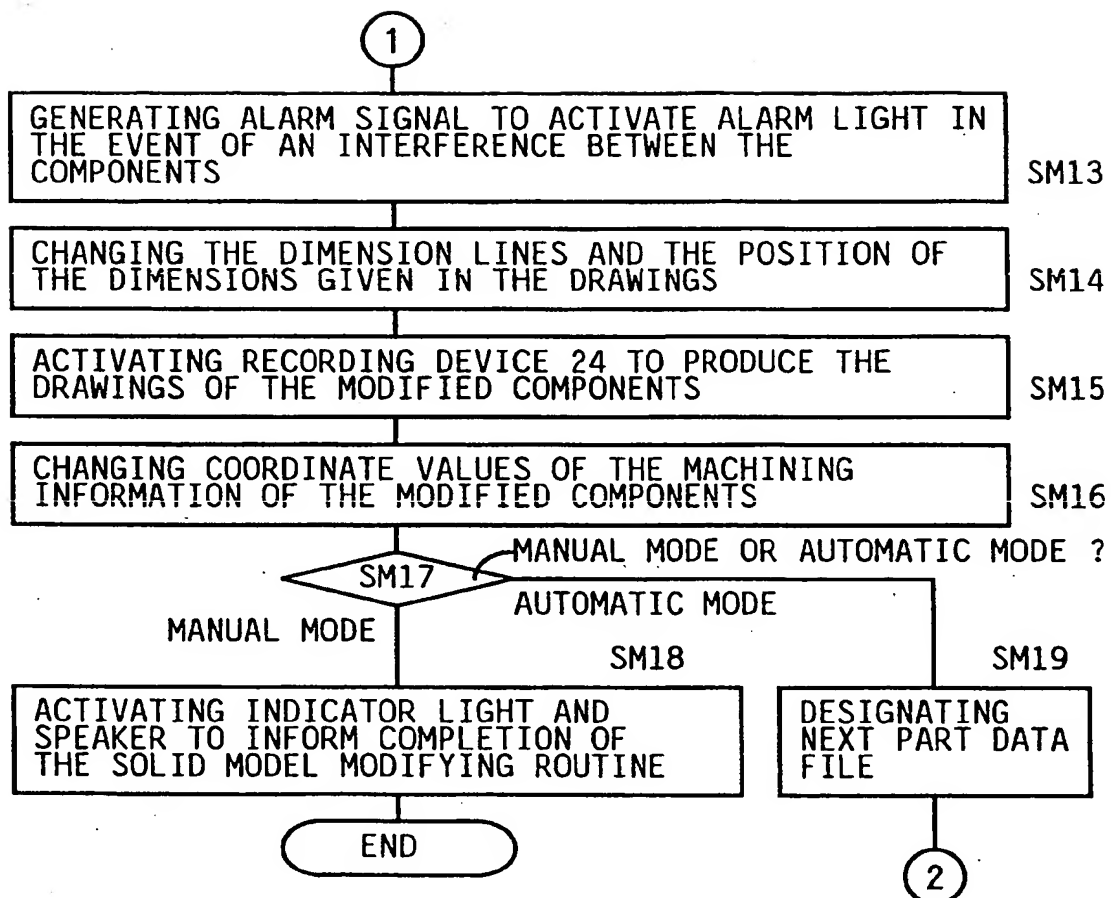 1
GENERATING ALARM SIGNAL TO ACTIVATE ALARM LIGHT IN
THE EVENT OF AN INTERFERENCE BETWEEN THE
COMPONENTS
SM13
CHANGING THE DIMENSION LINES AND THE POSITION OF
THE DIMENSIONS GIVEN IN THE DRAWINGS
SM14
ACTIVATING RECORDING DEVICE 24 TO PRODUCE THE
DRAWINGS OF THE MODIFIED COMPONENTS
SM15
CHANGING COORDINATE VALUES OF THE MACHINING
INFORMATION OF THE MODIFIED COMPONENTS
SM16
MANUAL MODE OR AUTOMATIC MODE ?
SM17
AUTOMATIC MODE
MANUAL MODE
SM18
ACTIVATING INDICATOR LIGHT AND
SPEAKER TO INFORM COMPLETION OF
THE SOLID MODEL MODIFYING ROUTINE
SM19
DESIGNATING
NEXT PART DATA
FILE
END
2